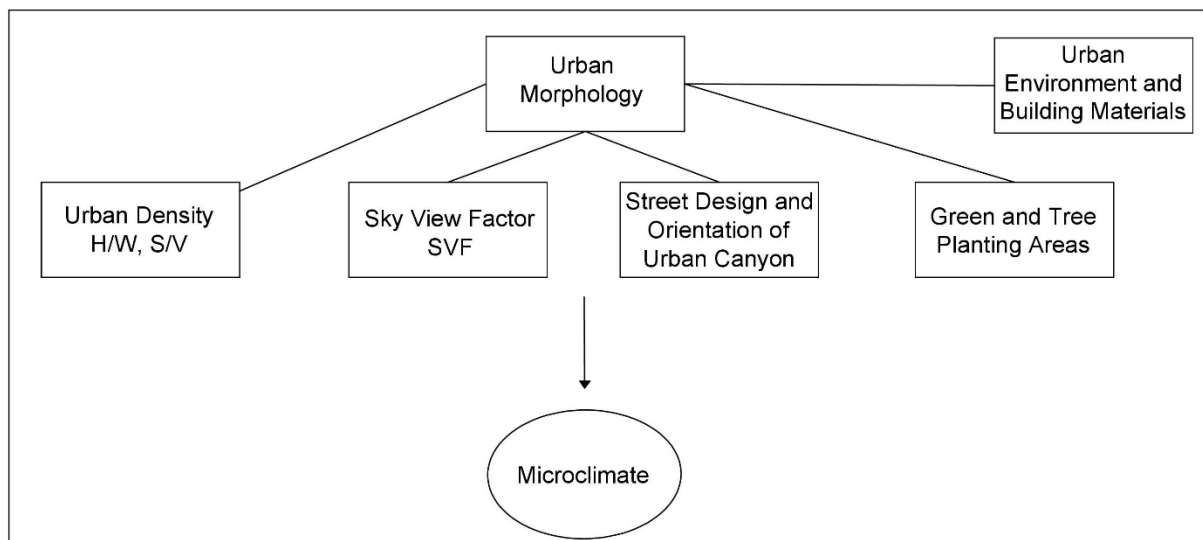 Urban
Morphology
Urban
Environment and
Building Materials
Urban Density
H/W, S/V
Sky View Factor
SVF
Street Design and
Orientation of
Urban Canyon
Green and Tree
Planting Areas
Microclimate